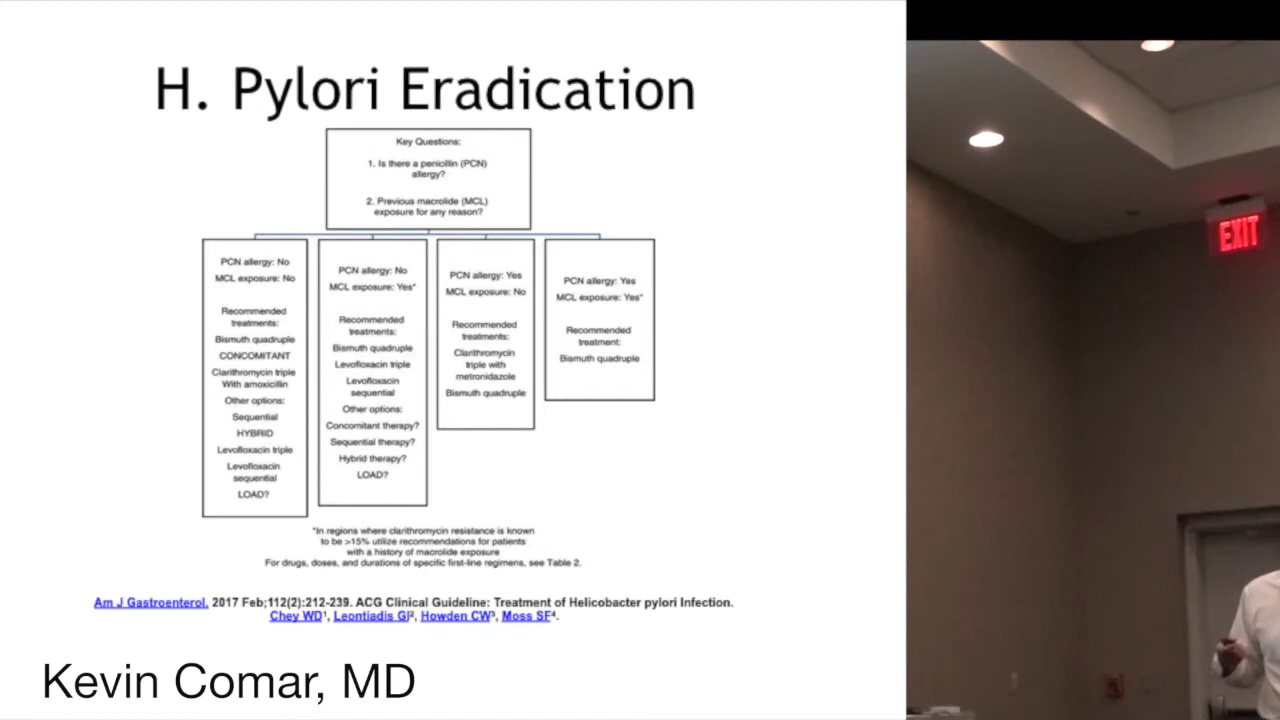 H. Pylori Eradication
Key Questions:
1. Is there a penicillin (PCN)
allergy?
2. Previous macrolide (MCL)
exposure for any reason?
PCN allergy: No
MCL exposure: No
Recommended
treatments:
Bismuth quadruple
CONCOMITANT
Clarithromycin triple
With amoxicillin
Other options:
Sequential
HYBRID
Levofloxacin triple
Levofloxacin
sequential
LOAD?
PCN allergy: No
MCL exposure: Yes*
Recommended
treatments:
Bismuth quadruple
Levofloxacin triple
Levofloxacin
sequential
Other options:
Concomitant therapy?
Sequential therapy?
Hybrid therapy?
LOAD?
PCN allergy: Yes
MCL exposure: No
Recommended
treatments:
Clarithromycin
triple with
metronidazole
Bismuth quadruple
PCN allergy: Yes
MCL exposure: Yes*
Recommended
treatment:
Bismuth quadruple
*In regions where clarithromycin resistance is known
to be >15% utilize recommendations for patients
with a history of macrolide exposure
For drugs, doses, and durations of specific first-line regimens, see Table 2.
Am J Gastroenterol. 2017 Feb;112(2):212-239. ACG Clinical Guideline: Treatment of Helicobacter pylori Infection.
Chey WD¹, Leontiadis GI², Howden CW³, Moss SF⁴.
Kevin Comar, MD
EXIT